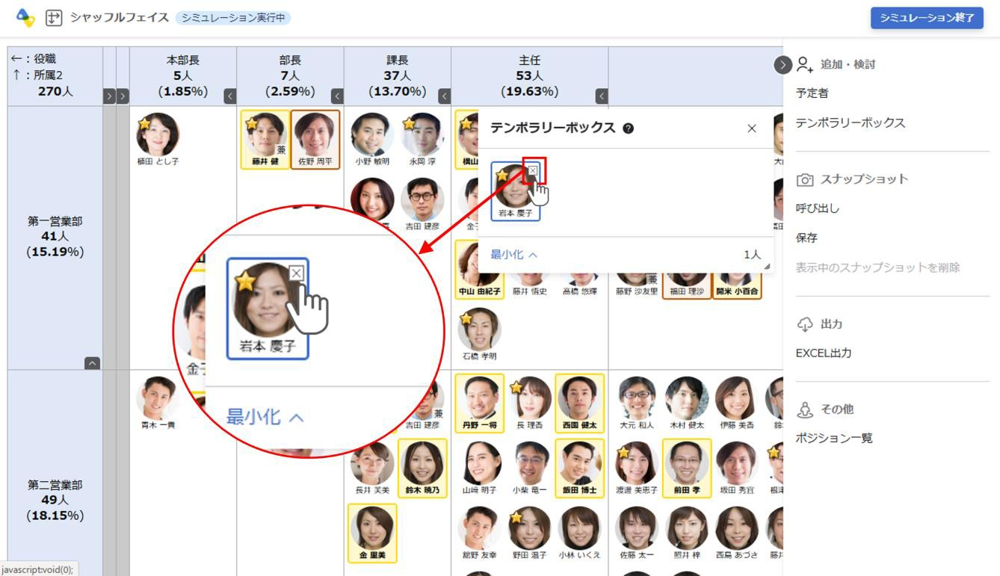 シャッフルフェイス シミュレーション実行中
シミュレーション終了
←：役職
↑：所属2
270人
本部長
5人
(1.85%)
部長
7人
(2.59%)
課長
37人
(13.70%)
主任
53人
(19.63%)
第一営業部
41人
(15.19%)
植田 とし子
兼
藤井 健
佐野 周平
小野 敏明
永岡 淳
横山
吉田 建彦
金子
中山 由紀子
藤井 悟史
高橋 悠輝
兼
藤野 沙友里
福田 理沙
開米 小百合
石橋 孝明
テンポラリーボックス
岩本 慶子
最小化
1人
岩本 慶子
金子
最小化
第二営業部
49人
(18.15%)
青木 一貴
兼
吉田 建彦
丹野 一将
長 理香
西園 健太
大元 和人
木村 健太
伊藤 美香
鈴
長井 芙美
鈴木 暁乃
山﨑 明子
小柴 竜一
飯田 博士
渡邊 美恵子
前田 孝
坂田 秀宜
根津
金 里美
舘野 友幸
野田 温子
小林 いくえ
佐藤 太一
照井 梓
西島 あづさ
藤井
追加・検討
予定者
テンポラリーボックス
スナップショット
呼び出し
保存
表示中のスナップショットを削除
出力
EXCEL出力
その他
ポジション一覧
javascript:void(0);